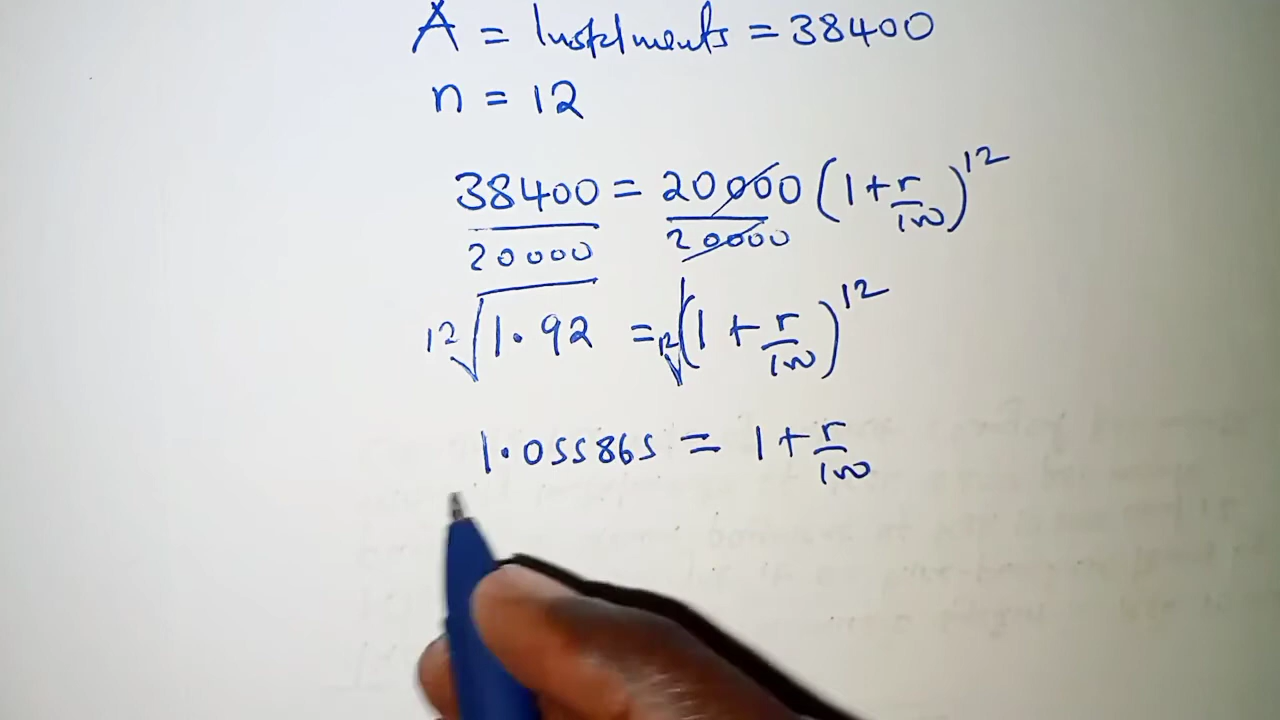 A = Instalments = 38400
n = 12
38400 = 20000 (1 + r/100)^12
20000 20000
12√1.92 = 12√(1 + r/100)^12
1.055865 = 1 + r/100